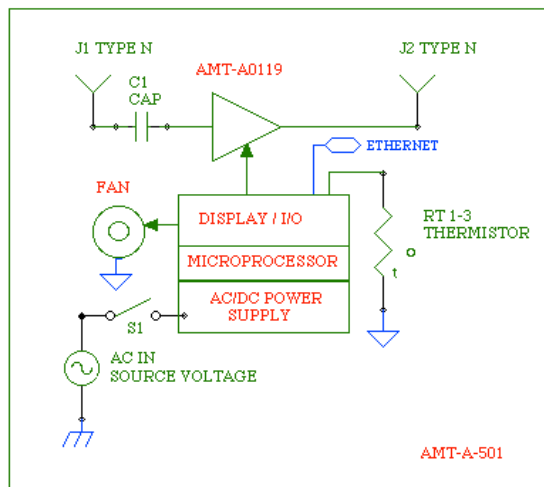 J1 TYPE N
J2 TYPE N
AMT-A0119
C1
CAP
ETHERNET
FAN
DISPLAY / I/O
RT 1-3
THERMISTOR
MICROPROCESSOR
t
AC/DC POWER
SUPPLY
S1
AC IN
SOURCE VOLTAGE
AMT-A-501